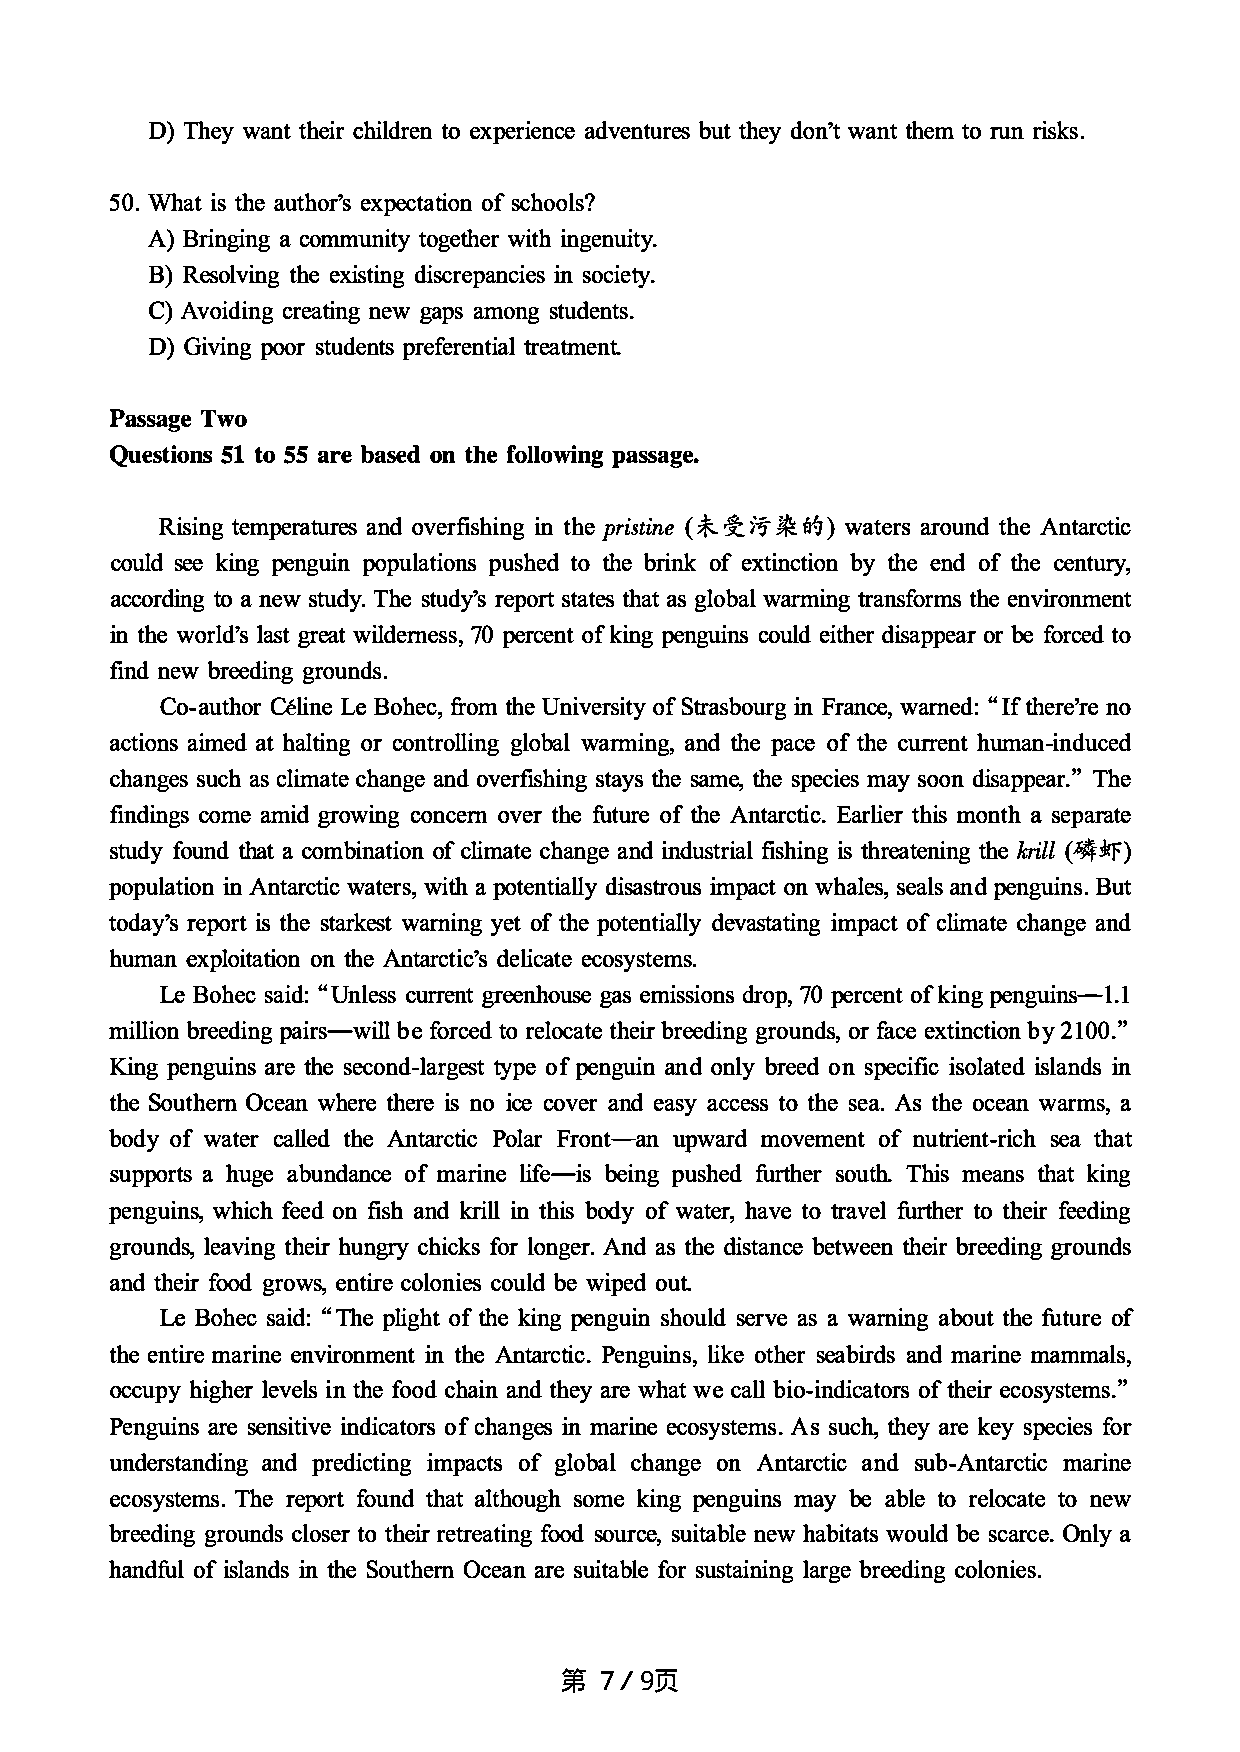 D) They want their children to experience adventures but they don’t want them to run risks.
50. What is the author’s expectation of schools?
A) Bringing a community together with ingenuity.
B) Resolving the existing discrepancies in society.
C) Avoiding creating new gaps among students.
D) Giving poor students preferential treatment.
Passage Two
Questions 51 to 55 are based on the following passage.
Rising temperatures and overfishing in the pristine (未受污染的) waters around the Antarctic
could see king penguin populations pushed to the brink of extinction by the end of the century,
according to a new study. The study’s report states that as global warming transforms the environment
in the world’s last great wilderness, 70 percent of king penguins could either disappear or be forced to
find new breeding grounds.
Co-author Céline Le Bohec, from the University of Strasbourg in France, warned: “If there’re no
actions aimed at halting or controlling global warming, and the pace of the current human-induced
changes such as climate change and overfishing stays the same, the species may soon disappear.” The
findings come amid growing concern over the future of the Antarctic. Earlier this month a separate
study found that a combination of climate change and industrial fishing is threatening the krill (磷虾)
population in Antarctic waters, with a potentially disastrous impact on whales, seals and penguins. But
today’s report is the starkest warning yet of the potentially devastating impact of climate change and
human exploitation on the Antarctic’s delicate ecosystems.
Le Bohec said: “Unless current greenhouse gas emissions drop, 70 percent of king penguins—1.1
million breeding pairs—will be forced to relocate their breeding grounds, or face extinction by 2100.”
King penguins are the second-largest type of penguin and only breed on specific isolated islands in
the Southern Ocean where there is no ice cover and easy access to the sea. As the ocean warms, a
body of water called the Antarctic Polar Front—an upward movement of nutrient-rich sea that
supports a huge abundance of marine life—is being pushed further south. This means that king
penguins, which feed on fish and krill in this body of water, have to travel further to their feeding
grounds, leaving their hungry chicks for longer. And as the distance between their breeding grounds
and their food grows, entire colonies could be wiped out.
Le Bohec said: “The plight of the king penguin should serve as a warning about the future of
the entire marine environment in the Antarctic. Penguins, like other seabirds and marine mammals,
occupy higher levels in the food chain and they are what we call bio-indicators of their ecosystems.”
Penguins are sensitive indicators of changes in marine ecosystems. As such, they are key species for
understanding and predicting impacts of global change on Antarctic and sub-Antarctic marine
ecosystems. The report found that although some king penguins may be able to relocate to new
breeding grounds closer to their retreating food source, suitable new habitats would be scarce. Only a
handful of islands in the Southern Ocean are suitable for sustaining large breeding colonies.
第 7 / 9页